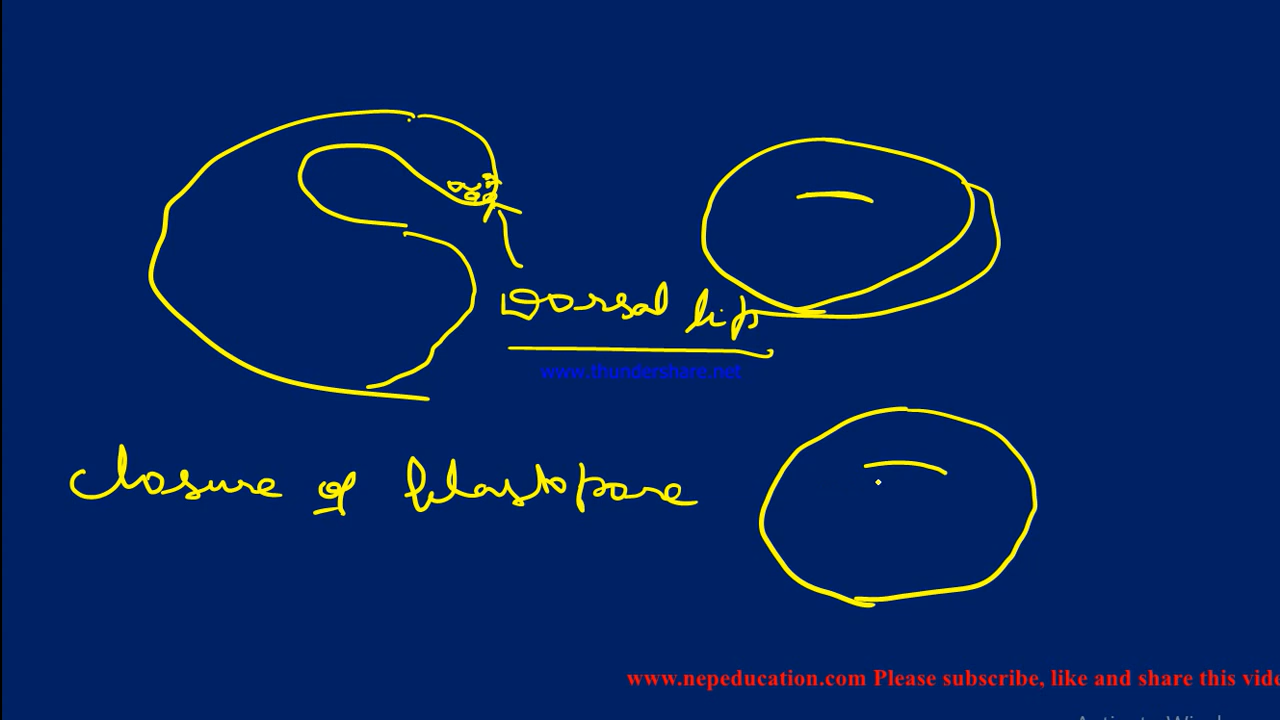 Dorsal lip
www.thundershare.net
closure of blastopore
www.nepeducation.com Please subscribe, like and share this vide